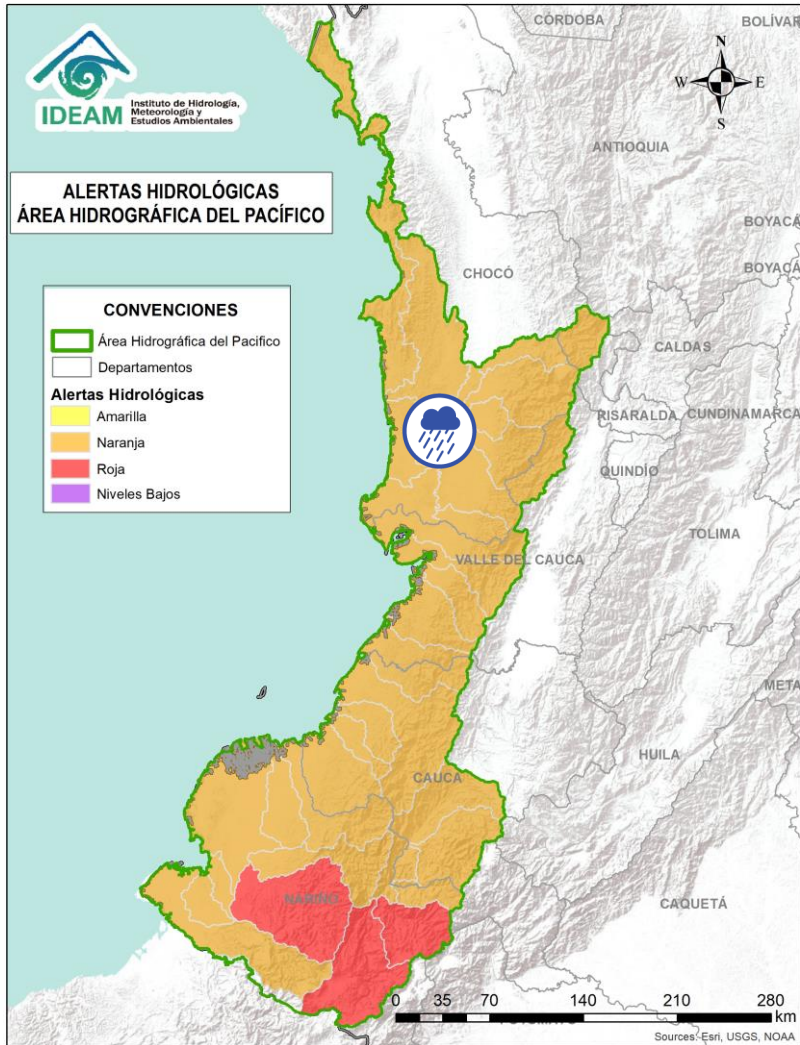 IDEAM
Instituto de Hidrología,
Meteorología y
Estudios Ambientales
ALERTAS HIDROLÓGICAS
ÁREA HIDROGRÁFICA DEL PACÍFICO
CONVENCIONES
Área Hidrográfica del Pacifico
Departamentos
Alertas Hidrológicas
Amarilla
Naranja
Roja
Niveles Bajos
N
W E
S
CÓRDOBA
BOLÍVAR
ANTIOQUIA
BOYACÁ
CHOCÓ
BOYACÁ
CALDAS
RISARALDA
CUNDINAMARCA
QUINDÍO
TOLIMA
VALLE DEL CAUCA
META
HUILA
CAUCA
NARIÑO
CAQUETÁ
0 35 70 140 210 280
km
Sources: Esri, USGS, NOAA